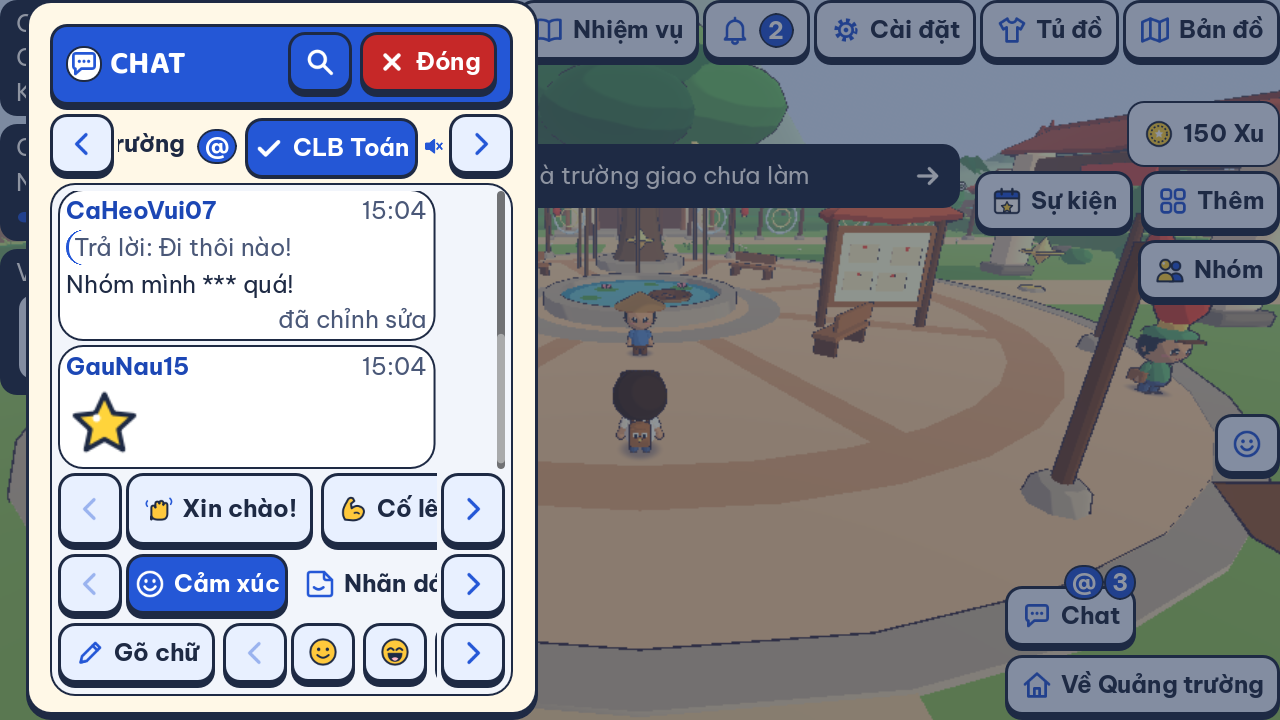 CHAT
Đóng
rường @
CLB Toán
CaHeoVui07 15:04
Trả lời: Đi thôi nào!
Nhóm mình *** quá!
đã chỉnh sửa
GauNau15 15:04
Xin chào!
Cố lê
Cảm xúc
Nhãn dá
Gõ chữ
Nhiệm vụ
2
Cài đặt
Tủ đồ
Bản đồ
150 Xu
à trường giao chưa làm
Sự kiện
Thêm
Nhóm
@ 3
Chat
Về Quảng trường